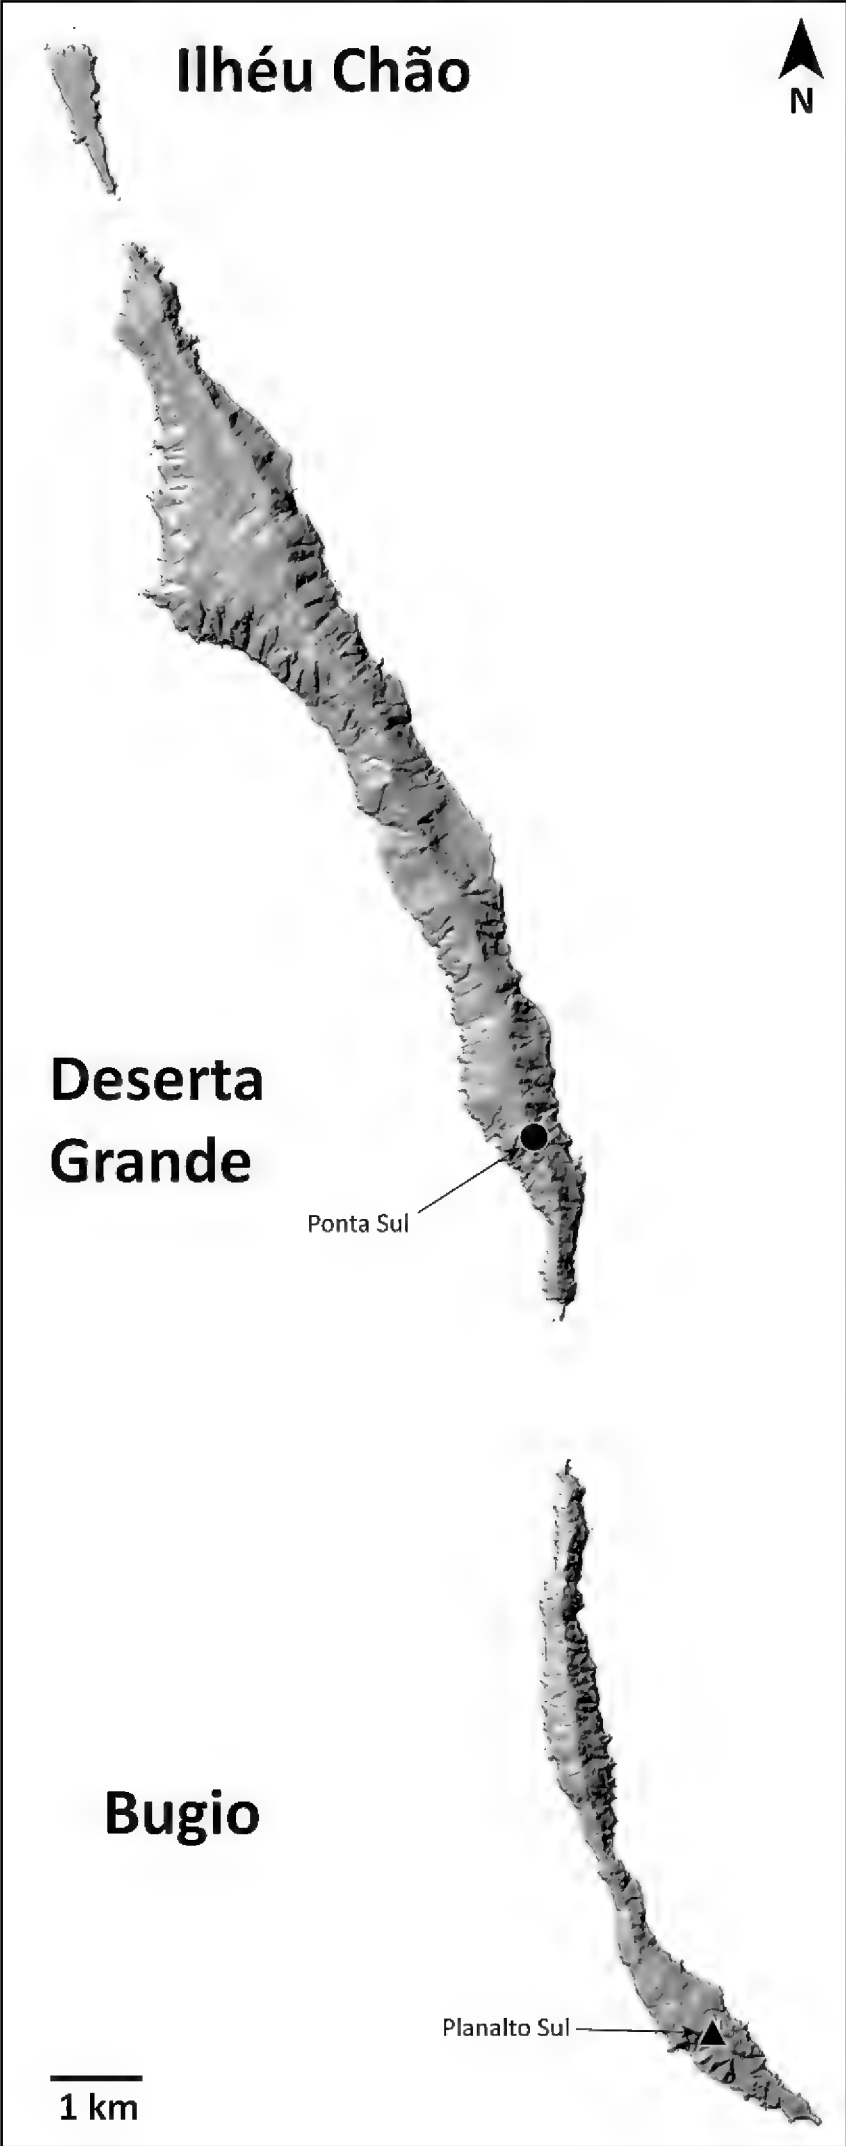 Ilhéu Chão
N
Deserta
Grande
Ponta Sul
Bugio
Planalto Sul
1 km